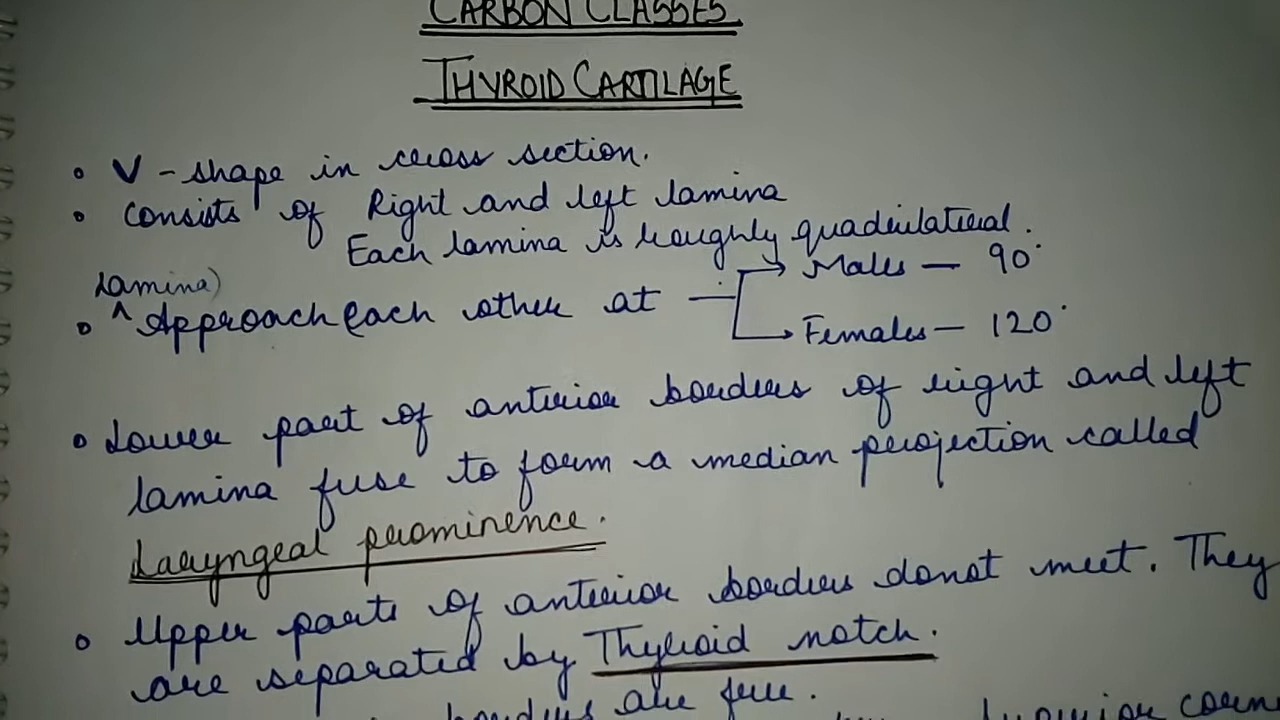 CARBON CLASSES
THYROID CARTILAGE
• V - shape in cross section.
• Consists of Right and left lamina
Each lamina is roughly quadrilateral.
Lamina)
• ^ Approach each other at → Males — 90°
→ Females — 120°
• Lower part of anterior borders of right and left
lamina fuse to form a median projection called
Laryngeal prominence.
• Upper parts of anterior borders donot meet. They
are separated by Thyroid notch.
borders are free.